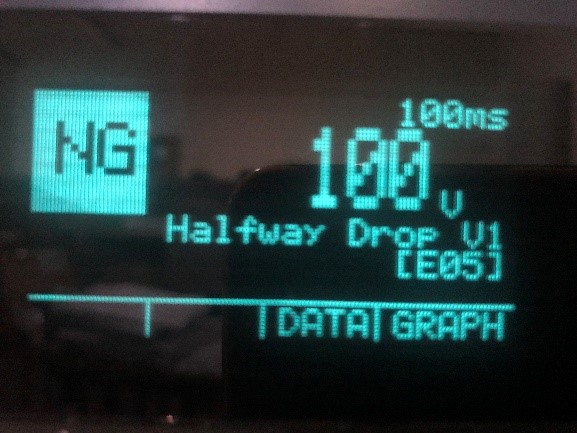 NG
100ms
100 V
Halfway Drop V1
[E05]
DATA GRAPH